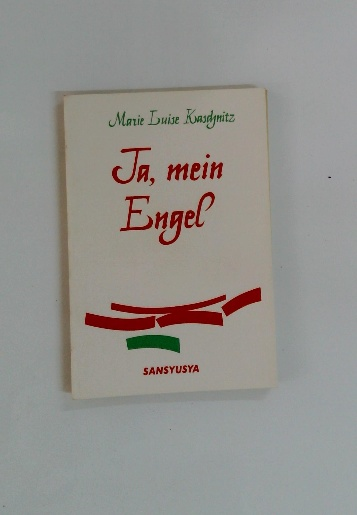 Marie Luise Kaschnitz
Ja, mein
Engel
SANSYUSYA